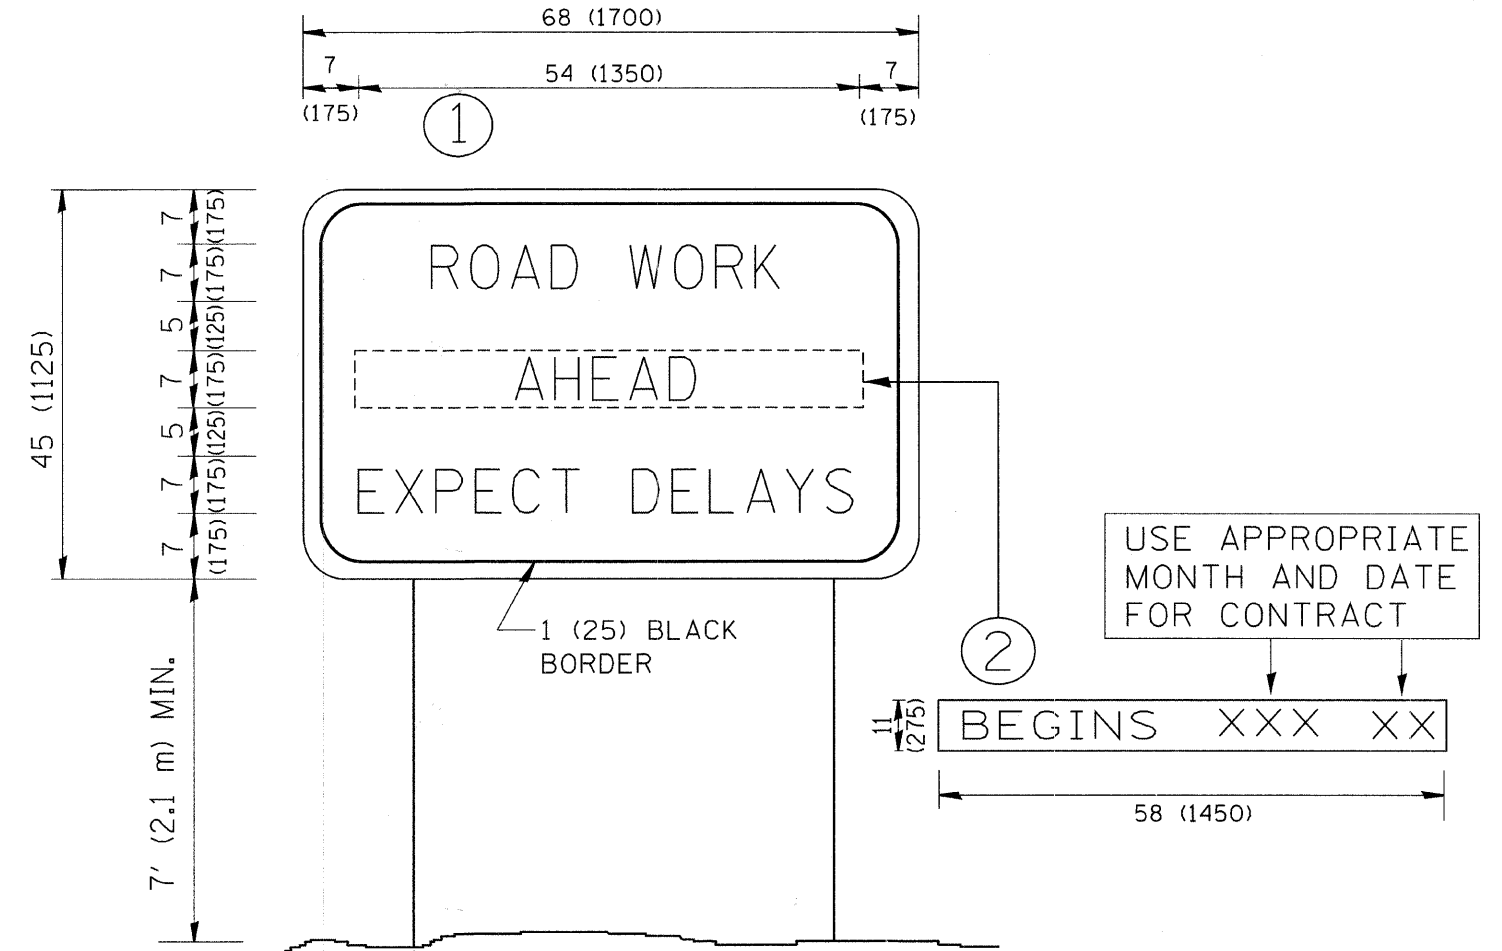 68 (1700)
7
54 (1350)
7
(175)
(175)
1
45 (1125)
7
(175)
7
(175)
5
(125)
7
(175)
5
(125)
7
(175)
7
(175)
ROAD WORK
AHEAD
EXPECT DELAYS
1 (25) BLACK
BORDER
7' (2.1 m) MIN.
2
USE APPROPRIATE
MONTH AND DATE
FOR CONTRACT
11
(275)
BEGINS XXX XX
58 (1450)